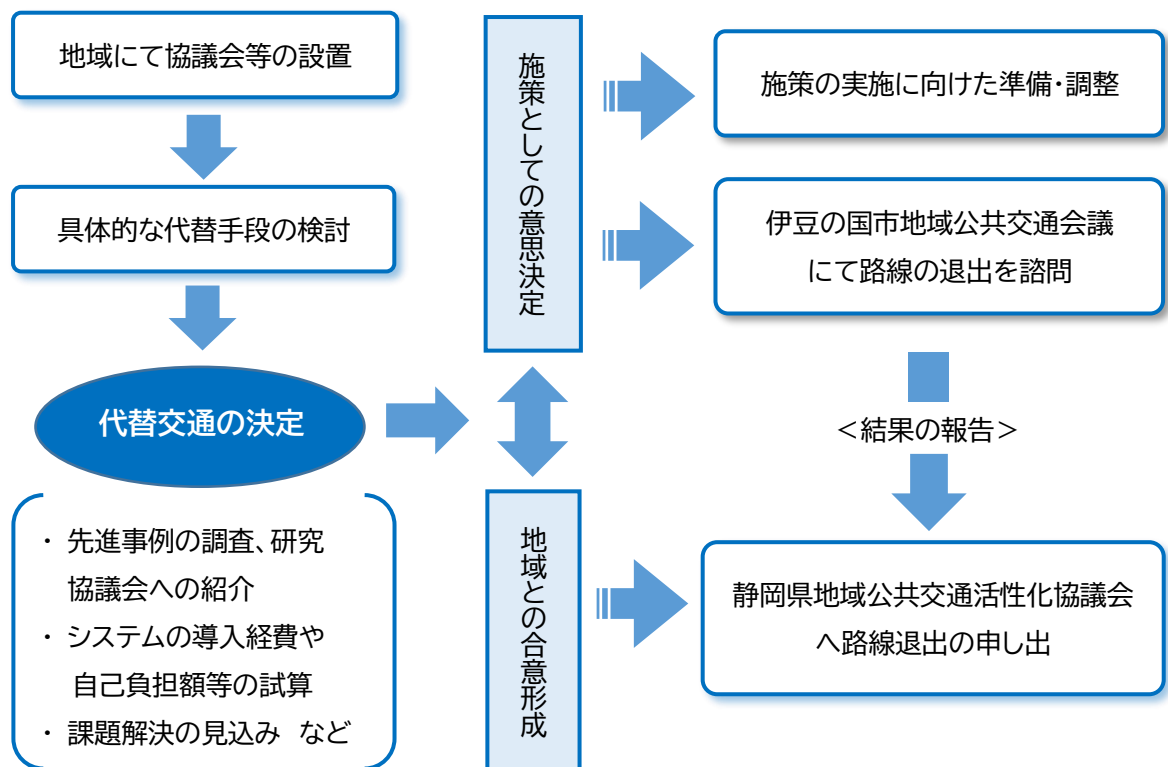 地域にて協議会等の設置
具体的な代替手段の検討
代替交通の決定
・ 先進事例の調査、研究
協議会への紹介
・ システムの導入経費や
自己負担額等の試算
・ 課題解決の見込み など
施策としての意思決定
地域との合意形成
施策の実施に向けた準備・調整
伊豆の国市地域公共交通会議
にて路線の退出を諮問
＜結果の報告＞
静岡県地域公共交通活性化協議会
へ路線退出の申し出